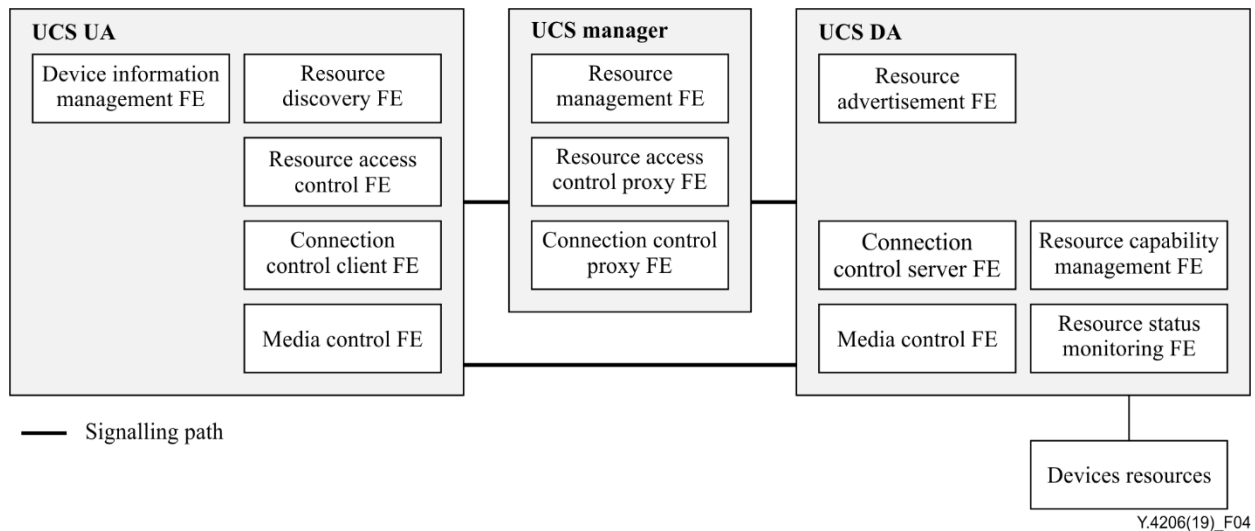 UCS UA
Device information
management FE
Resource
discovery FE
Resource access
control FE
Connection
control client FE
Media control FE
UCS manager
Resource
management FE
Resource access
control proxy FE
Connection control
proxy FE
UCS DA
Resource
advertisement FE
Connection
control server FE
Resource capability
management FE
Media control FE
Resource status
monitoring FE
Signalling path
Devices resources
Y.4206(19)_F04